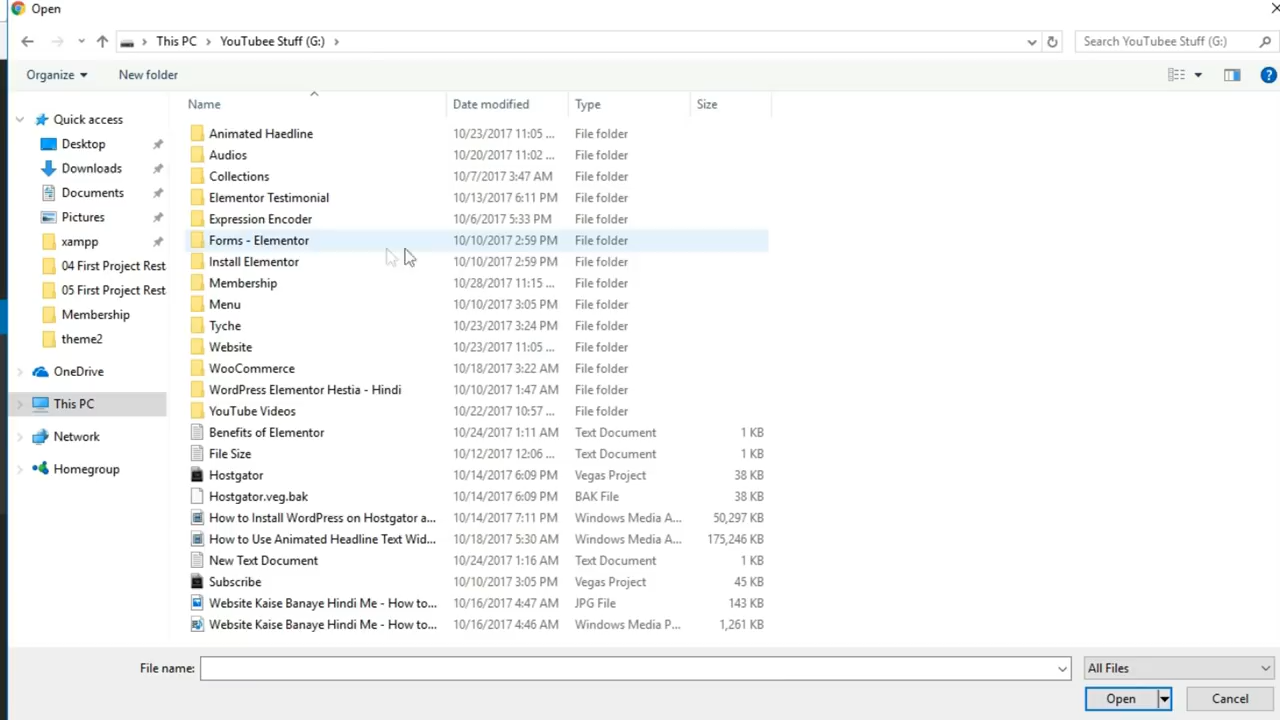 Open
This PC > YouTubee Stuff (G:) >
Search YouTubee Stuff (G:)
Organize
New folder
Name Date modified Type Size
Quick access
Desktop
Downloads
Documents
Pictures
xampp
04 First Project Rest
05 First Project Rest
Membership
theme2
OneDrive
This PC
Network
Homegroup
Animated Haedline 10/23/2017 11:05 ... File folder
Audios 10/20/2017 11:02 ... File folder
Collections 10/7/2017 3:47 AM File folder
Elementor Testimonial 10/13/2017 6:11 PM File folder
Expression Encoder 10/6/2017 5:33 PM File folder
Forms - Elementor 10/10/2017 2:59 PM File folder
Install Elementor 10/10/2017 2:59 PM File folder
Membership 10/28/2017 11:15 ... File folder
Menu 10/10/2017 3:05 PM File folder
Tyche 10/23/2017 3:24 PM File folder
Website 10/23/2017 11:05 ... File folder
WooCommerce 10/18/2017 3:22 AM File folder
WordPress Elementor Hestia - Hindi 10/10/2017 1:47 AM File folder
YouTube Videos 10/22/2017 10:57 ... File folder
Benefits of Elementor 10/24/2017 1:11 AM Text Document 1 KB
File Size 10/12/2017 12:06 ... Text Document 1 KB
Hostgator 10/14/2017 6:09 PM Vegas Project 38 KB
Hostgator.veg.bak 10/14/2017 6:09 PM BAK File 38 KB
How to Install WordPress on Hostgator a... 10/14/2017 7:11 PM Windows Media A... 50,297 KB
How to Use Animated Headline Text Wid... 10/18/2017 5:30 AM Windows Media A... 175,246 KB
New Text Document 10/24/2017 1:16 AM Text Document 1 KB
Subscribe 10/10/2017 3:05 PM Vegas Project 45 KB
Website Kaise Banaye Hindi Me - How to... 10/16/2017 4:47 AM JPG File 143 KB
Website Kaise Banaye Hindi Me - How to... 10/16/2017 4:46 AM Windows Media P... 1,261 KB
File name:
All Files
Open
Cancel